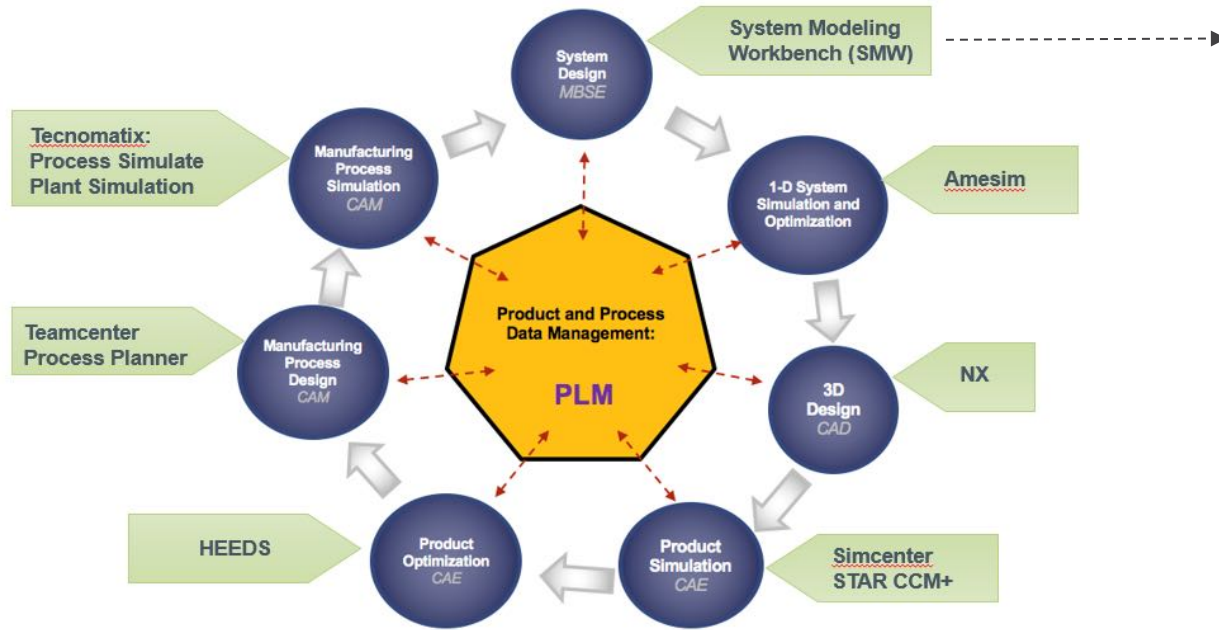 System
Design
MBSE
System Modeling
Workbench (SMW)
1-D System
Simulation and
Optimization
Amesim
3D
Design
CAD
NX
Product
Simulation
CAE
Simcenter
STAR CCM+
Product
Optimization
CAE
HEEDS
Manufacturing
Process
Design
CAM
Teamcenter
Process Planner
Manufacturing
Process
Simulation
CAM
Tecnomatix:
Process Simulate
Plant Simulation
Product and Process
Data Management:
PLM